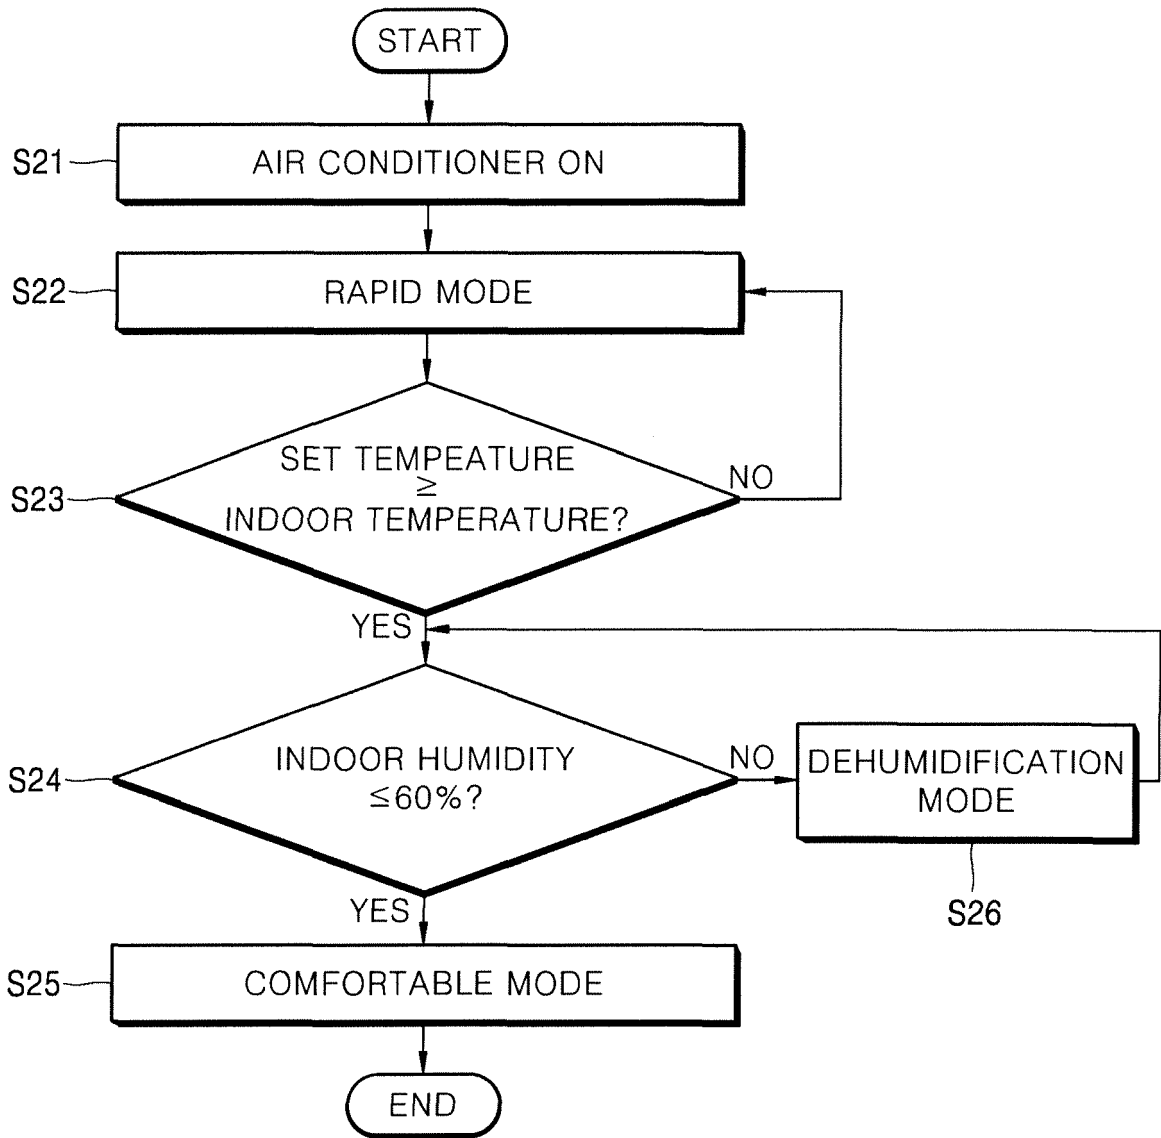 START
S21
AIR CONDITIONER ON
S22
RAPID MODE
S23
SET TEMPEATURE
≥
INDOOR TEMPERATURE?
NO
YES
S24
INDOOR HUMIDITY
≤60%?
NO
DEHUMIDIFICATION
MODE
S26
YES
S25
COMFORTABLE MODE
END